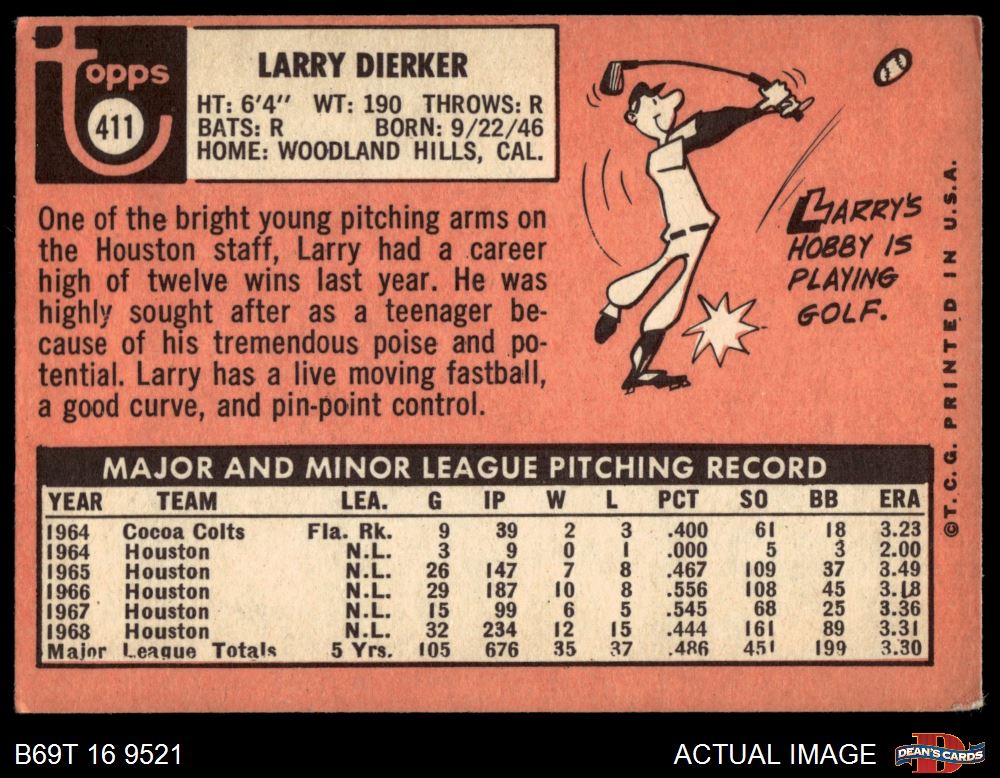 topps
411
LARRY DIERKER
HT: 6'4" WT: 190 THROWS: R
BATS: R BORN: 9/22/46
HOME: WOODLAND HILLS, CAL.
One of the bright young pitching arms on
the Houston staff, Larry had a career
high of twelve wins last year. He was
highly sought after as a teenager be-
cause of his tremendous poise and po-
tential. Larry has a live moving fastball,
a good curve, and pin-point control.
LARRY'S
HOBBY IS
PLAYING
GOLF.
©T. C. G. PRINTED IN U.S.A.
MAJOR AND MINOR LEAGUE PITCHING RECORD
YEAR TEAM LEA. G IP W L PCT SO BB ERA
1964 Cocoa Colts Fla. Rk. 9 39 2 3 .400 61 18 3.23
1964 Houston N.L. 3 9 0 1 .000 5 3 2.00
1965 Houston N.L. 26 147 7 8 .467 109 37 3.49
1966 Houston N.L. 29 187 10 8 .556 108 45 3.18
1967 Houston N.L. 15 99 6 5 .545 68 25 3.36
1968 Houston N.L. 32 234 12 15 .444 161 89 3.31
Major League Totals 5 Yrs. 105 676 35 37 .486 451 199 3.30
B69T 16 9521
ACTUAL IMAGE
DEAN'S CARDS